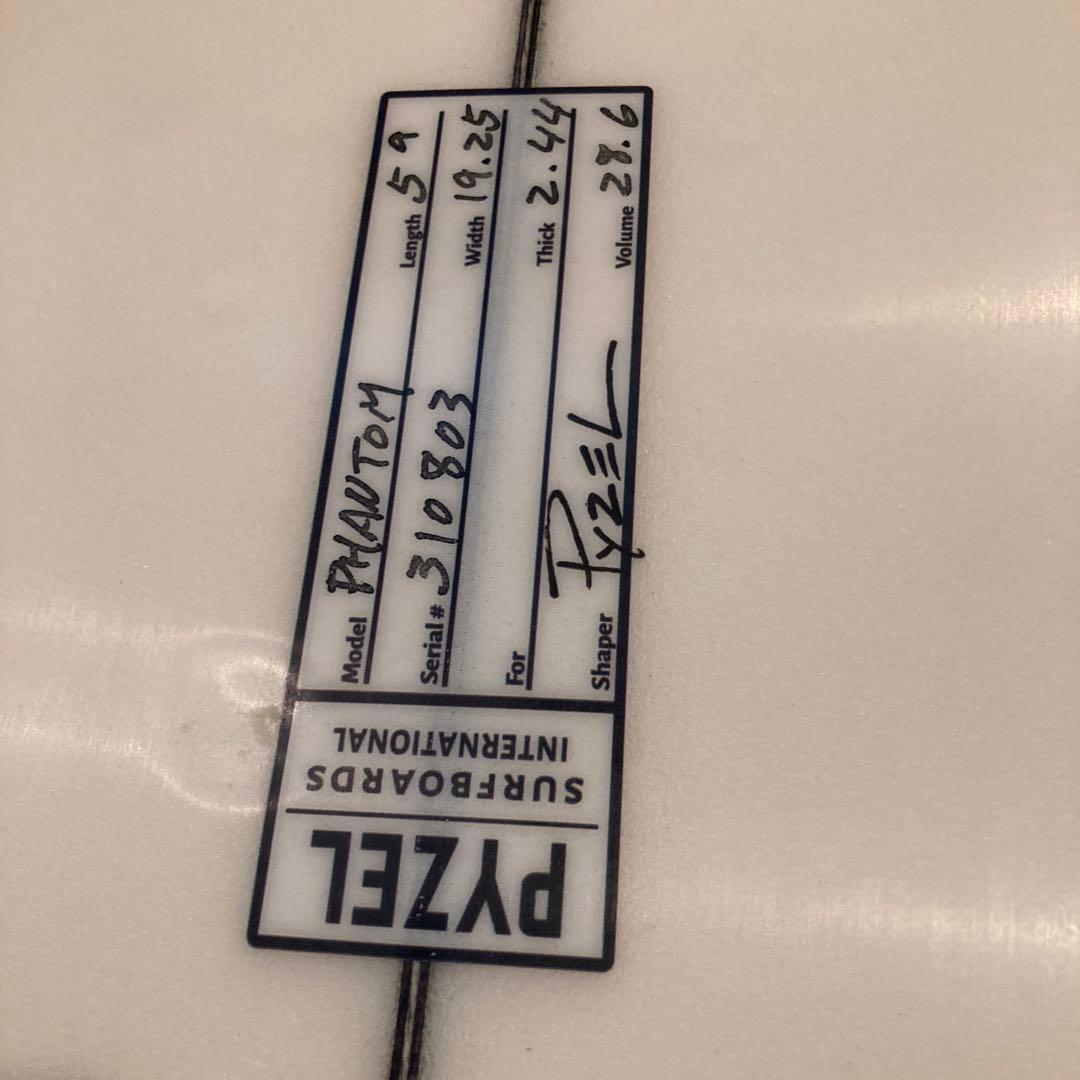 PYZEL
SURFBOARDS
INTERNATIONAL
Model PHANTOM Length 5 9
Serial # 310803 Width 19.25
For Thick 2.44
Shaper PYZEL Volume 28.6